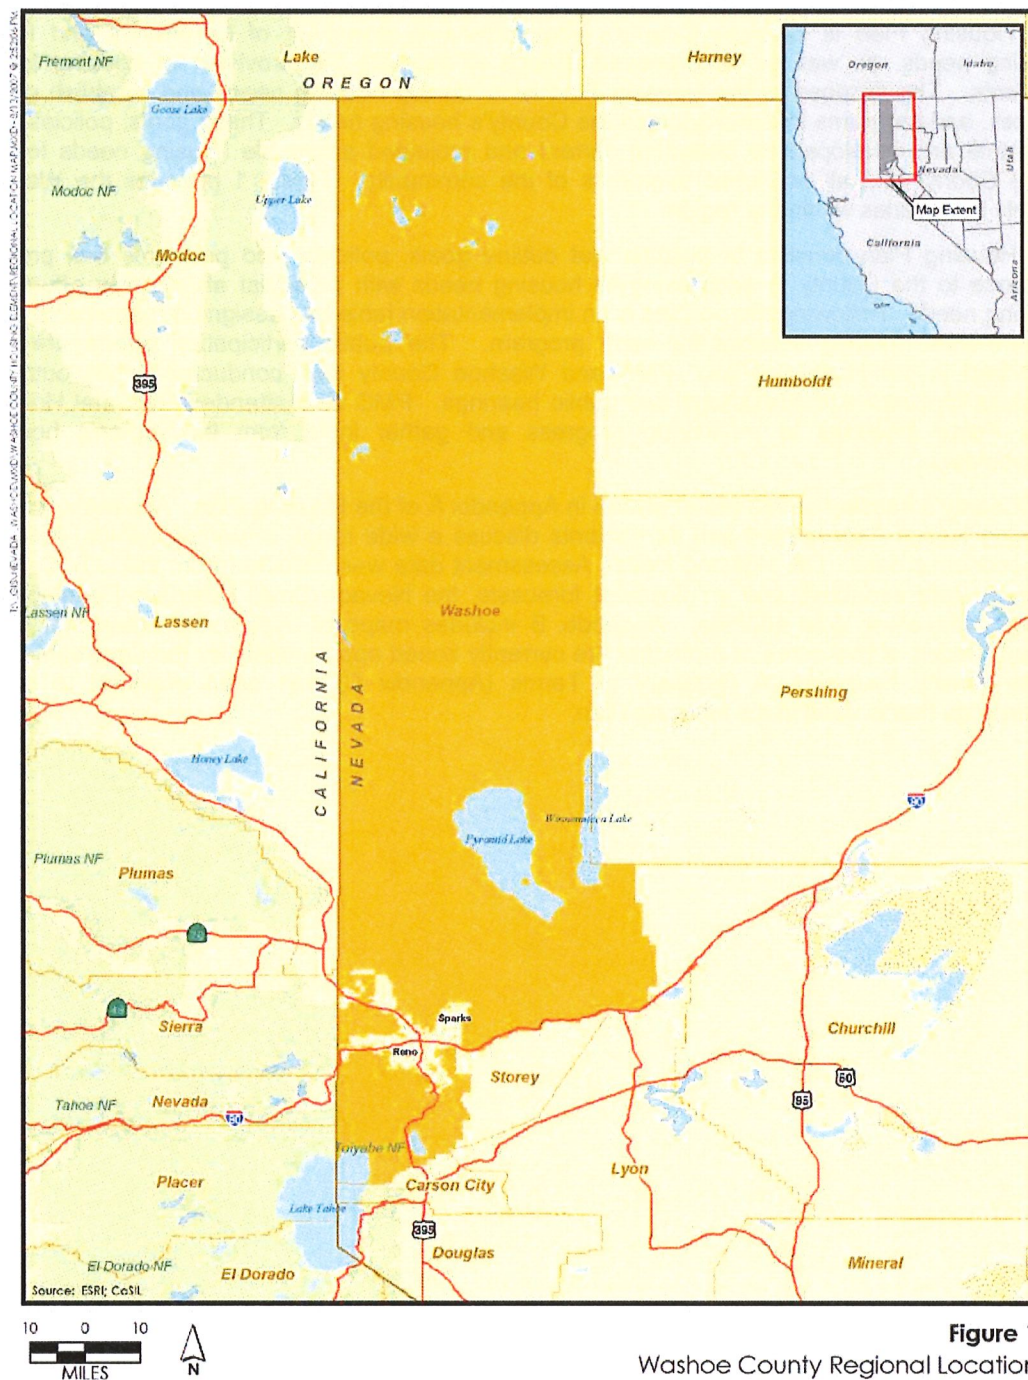 Fremont NF
Lake
Harney
OREGON
Goose Lake
Modoc NF
Upper Lake
Modoc
395
Oregon
Idaho
Nevada
Utah
Map Extent
California
Arizona
Humboldt
Lassen NF
Lassen
Washoe
CALIFORNIA
NEVADA
Pershing
Honey Lake
80
Plumas NF
Plumas
Pyramid Lake
Winnemucca Lake
Sparks
Reno
Sierra
Storey
Churchill
Tahoe NF
Nevada
80
50
95
Toiyabe NF
Placer
Carson City
Lyon
Lake Tahoe
395
Douglas
Mineral
El Dorado NF
El Dorado
Source: ESRI; CaSIL
10 0 10
MILES
N
Figure
Washoe County Regional Location